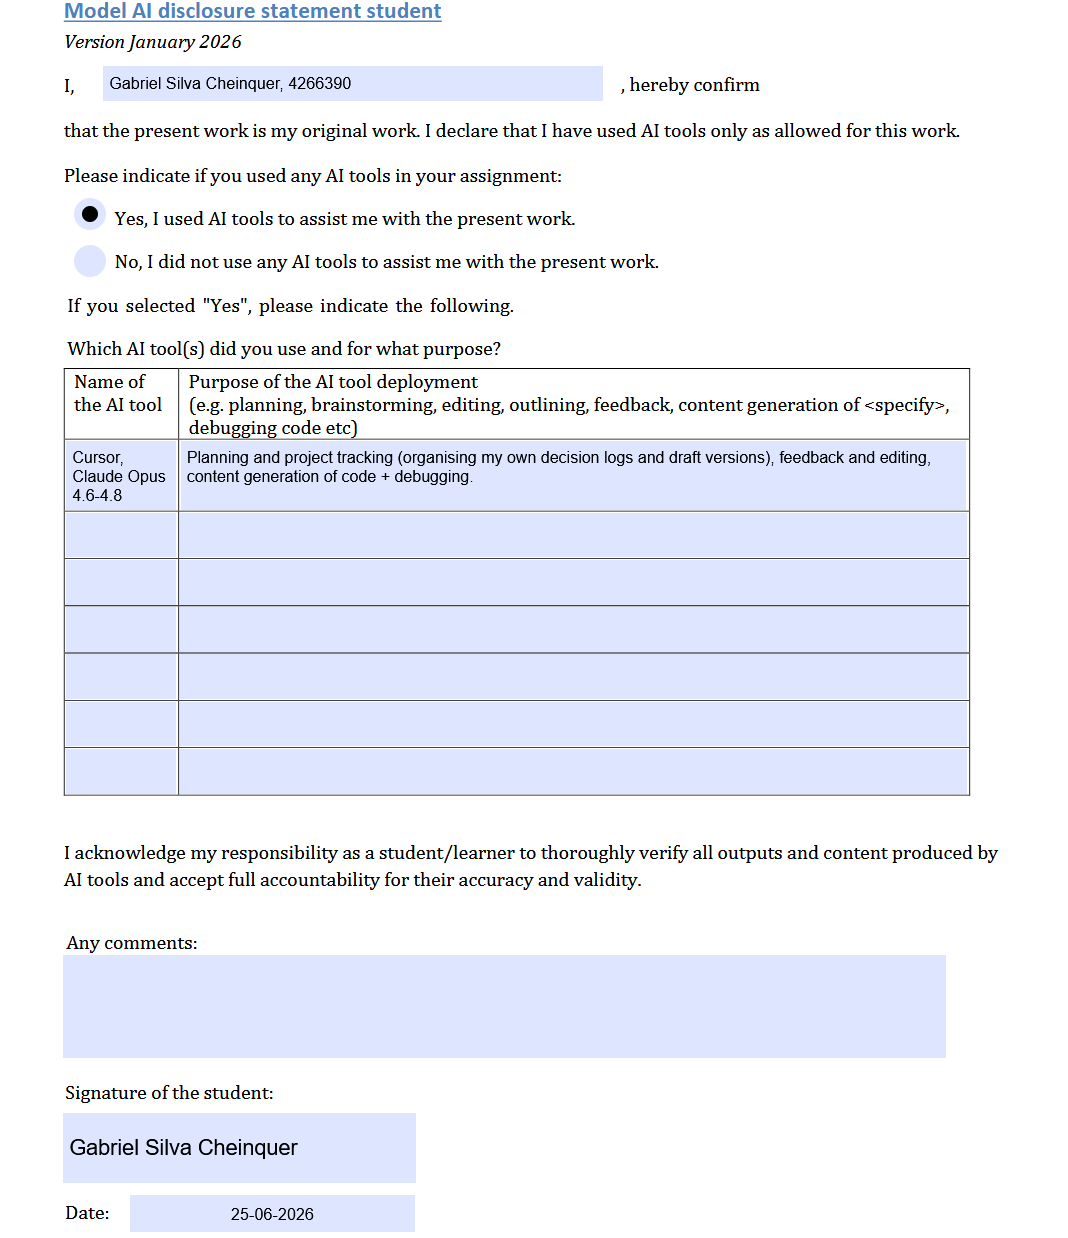 Model AI disclosure statement student
Version January 2026
I, Gabriel Silva Cheinquer, 4266390 , hereby confirm
that the present work is my original work. I declare that I have used AI tools only as allowed for this work.
Please indicate if you used any AI tools in your assignment:
Yes, I used AI tools to assist me with the present work.
No, I did not use any AI tools to assist me with the present work.
If you selected "Yes", please indicate the following.
Which AI tool(s) did you use and for what purpose?
Name of
the AI tool
Purpose of the AI tool deployment
(e.g. planning, brainstorming, editing, outlining, feedback, content generation of <specify>,
debugging code etc)
Cursor,
Claude Opus
4.6-4.8
Planning and project tracking (organising my own decision logs and draft versions), feedback and editing,
content generation of code + debugging.
I acknowledge my responsibility as a student/learner to thoroughly verify all outputs and content produced by
AI tools and accept full accountability for their accuracy and validity.
Any comments:
Signature of the student:
Gabriel Silva Cheinquer
Date: 25-06-2026